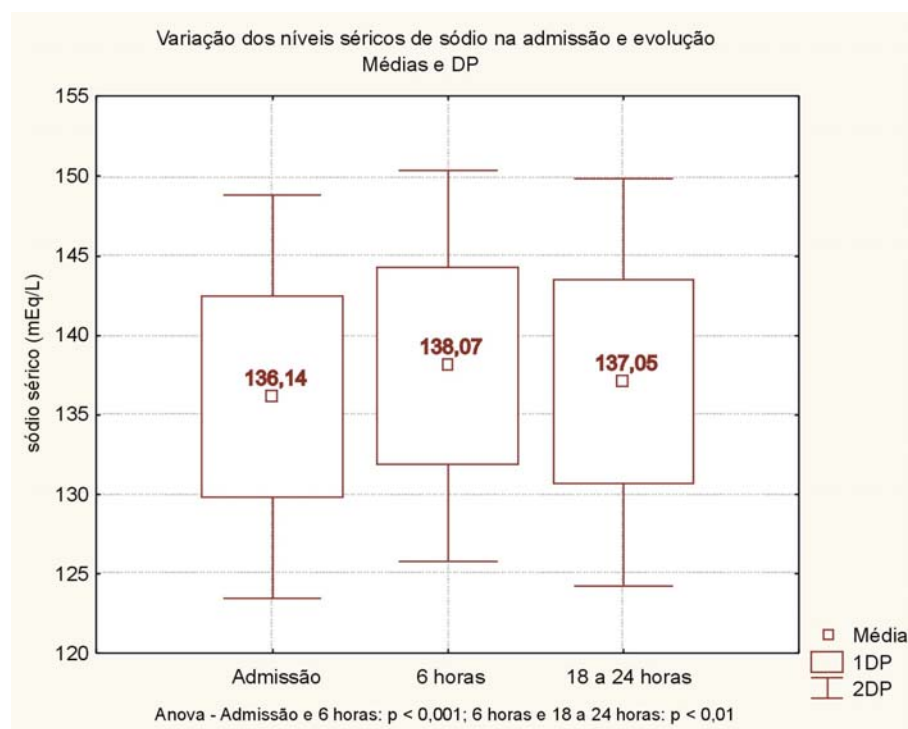 Variação dos níveis séricos de sódio na admissão e evolução
Médias e DP
155
150
145
140
135
130
125
120
sódio sérico (mEq/L)
136,14
138,07
137,05
Admissão
6 horas
18 a 24 horas
Média
1DP
2DP
Anova - Admissão e 6 horas: p < 0,001; 6 horas e 18 a 24 horas: p < 0,01